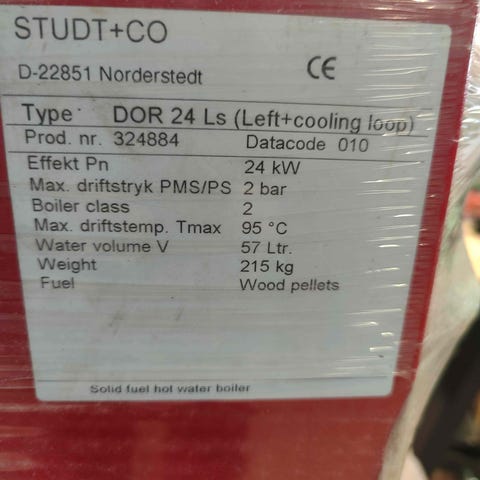 STUDT+CO
D-22851 Norderstedt CE
Type DOR 24 Ls (Left+cooling loop)
Prod. nr. 324884 Datacode 010
Effekt Pn 24 kW
Max. driftstryk PMS/PS 2 bar
Boiler class 2
Max. driftstemp. Tmax 95 °C
Water volume V 57 Ltr.
Weight 215 kg
Fuel Wood pellets
Solid fuel hot water boiler